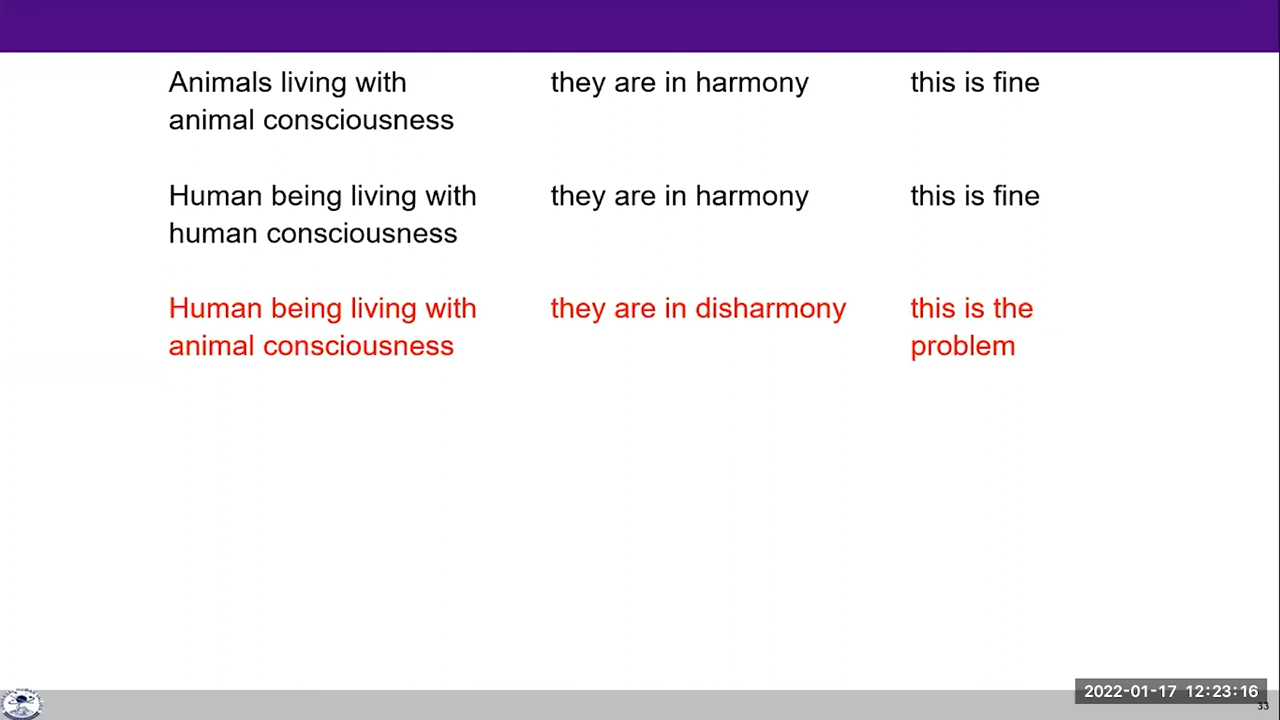 Animals living with they are in harmony this is fine
animal consciousness
Human being living with they are in harmony this is fine
human consciousness
Human being living with they are in disharmony this is the
animal consciousness problem
2022-01-17 12:23:16
33